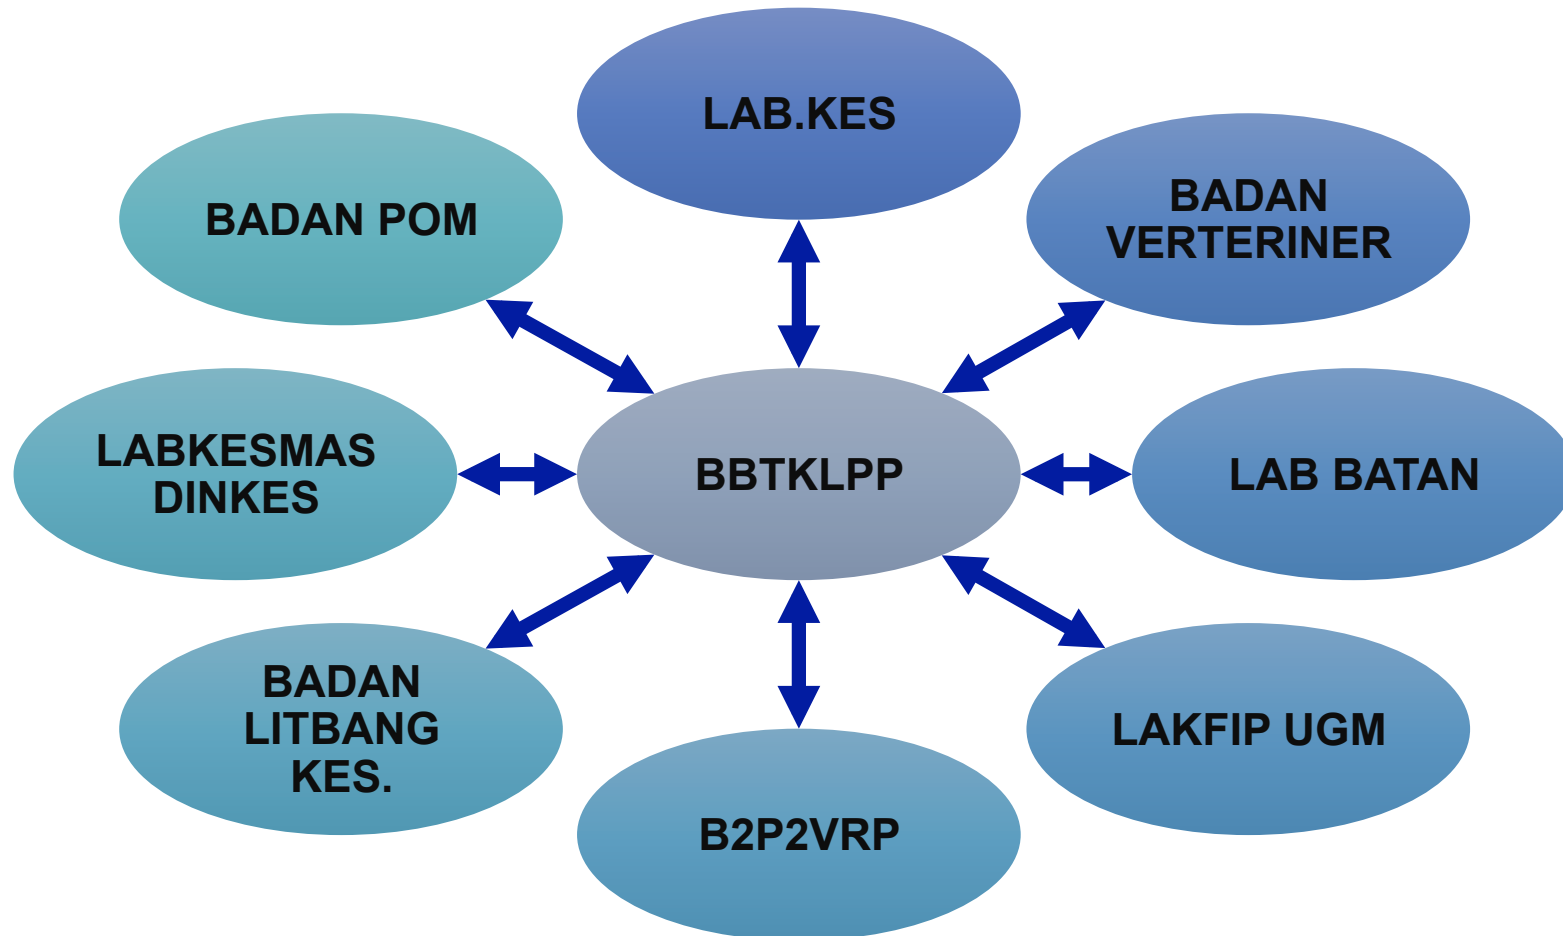 LAB.KES
BADAN POM
BADAN
VERTERINER
LABKESMAS
DINKES
BBTKLPP
LAB BATAN
BADAN
LITBANG
KES.
LAKFIP UGM
B2P2VRP